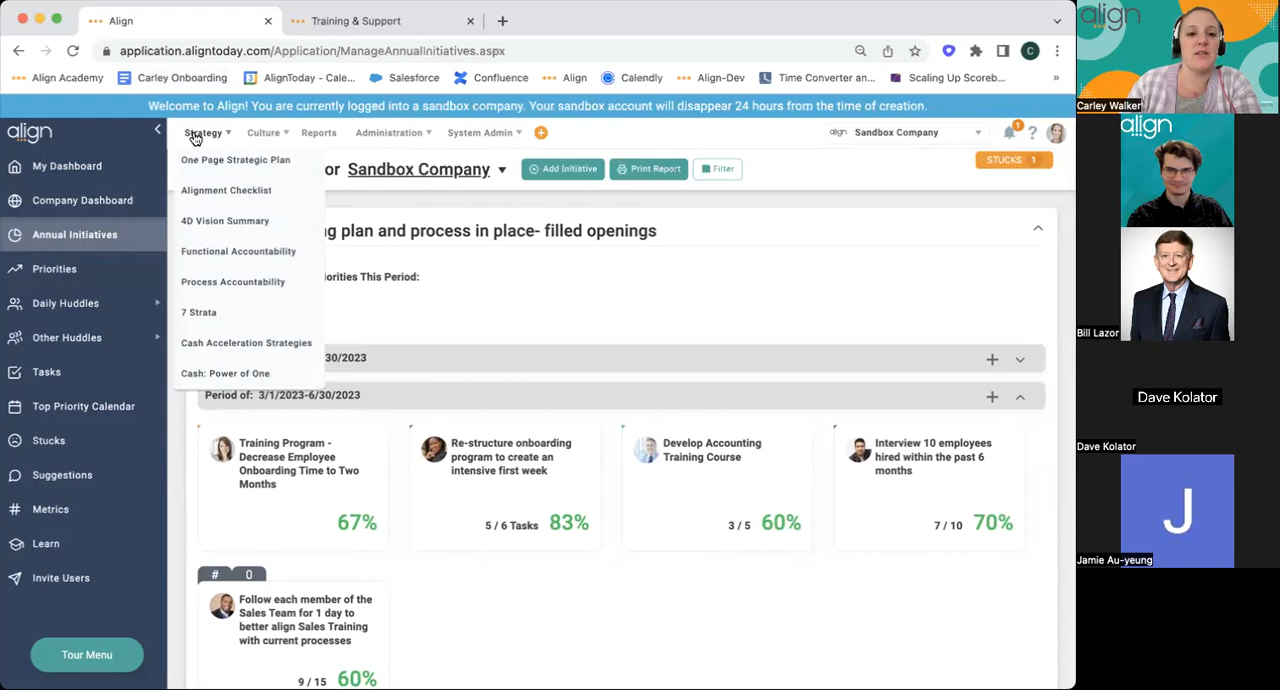 Align
Training & Support
application.aligntoday.com/Application/ManageAnnualInitiatives.aspx
Align Academy
Carley Onboarding
AlignToday - Cale...
Salesforce
Confluence
Align
Calendly
Align-Dev
Time Converter an...
Scaling Up Scoreb...
»
Welcome to Align! You are currently logged into a sandbox company. Your sandbox account will disappear 24 hours from the time of creation.
align
Strategy
Culture
Reports
Administration
System Admin
align Sandbox Company
1
My Dashboard
Company Dashboard
Annual Initiatives
Priorities
Daily Huddles
Other Huddles
Tasks
Top Priority Calendar
Stucks
Suggestions
Metrics
Learn
Invite Users
Tour Menu
One Page Strategic Plan
Alignment Checklist
4D Vision Summary
Functional Accountability
Process Accountability
7 Strata
Cash Acceleration Strategies
Cash: Power of One
or Sandbox Company
Add Initiative
Print Report
Filter
STUCKS 1
g plan and process in place- filled openings
orities This Period:
30/2023
Period of: 3/1/2023-6/30/2023
Training Program -
Decrease Employee
Onboarding Time to Two
Months
67%
Re-structure onboarding
program to create an
intensive first week
5 / 6 Tasks 83%
Develop Accounting
Training Course
3 / 5 60%
Interview 10 employees
hired within the past 6
months
7 / 10 70%
# 0
Follow each member of the
Sales Team for 1 day to
better align Sales Training
with current processes
9 / 15 60%
align
Carley Walker
align
Bill Lazor
Dave Kolator
Dave Kolator
J
Jamie Au-yeung